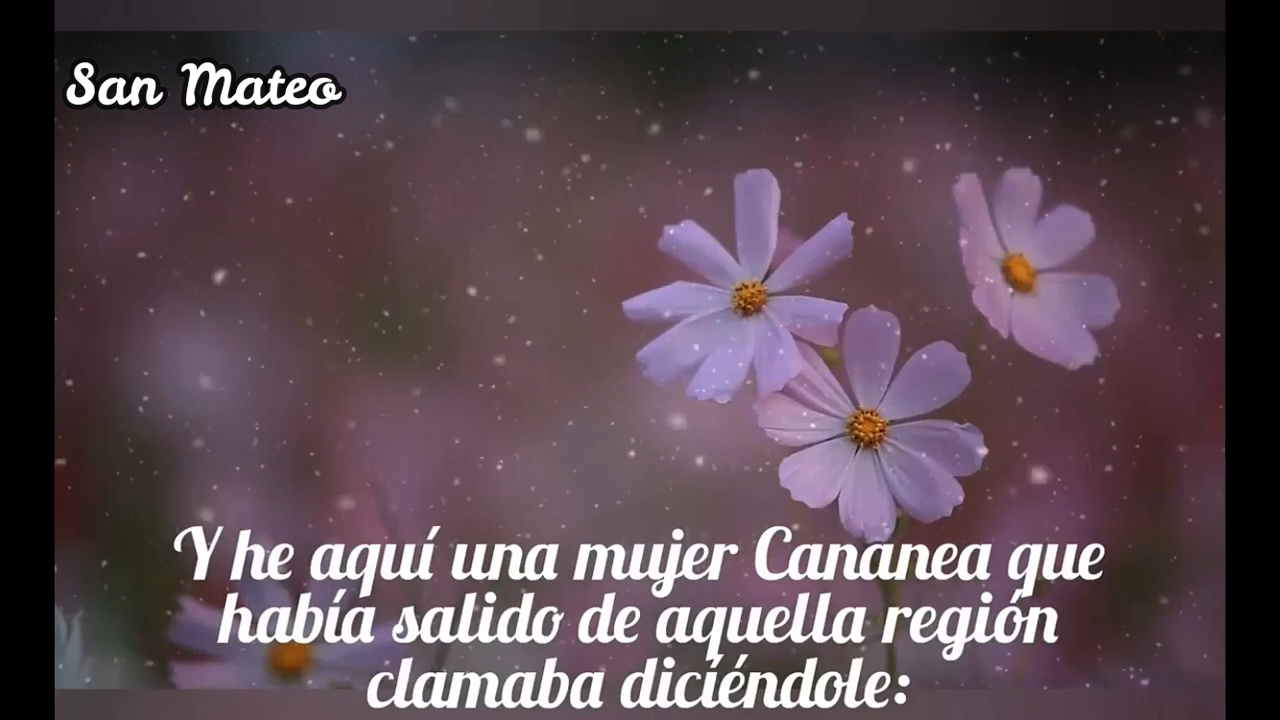 San Mateo
Y he aquí una mujer Cananea que
había salido de aquella región
clamaba diciéndole: